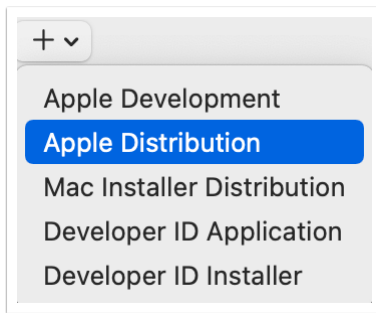 Apple Development
Apple Distribution
Mac Installer Distribution
Developer ID Application
Developer ID Installer